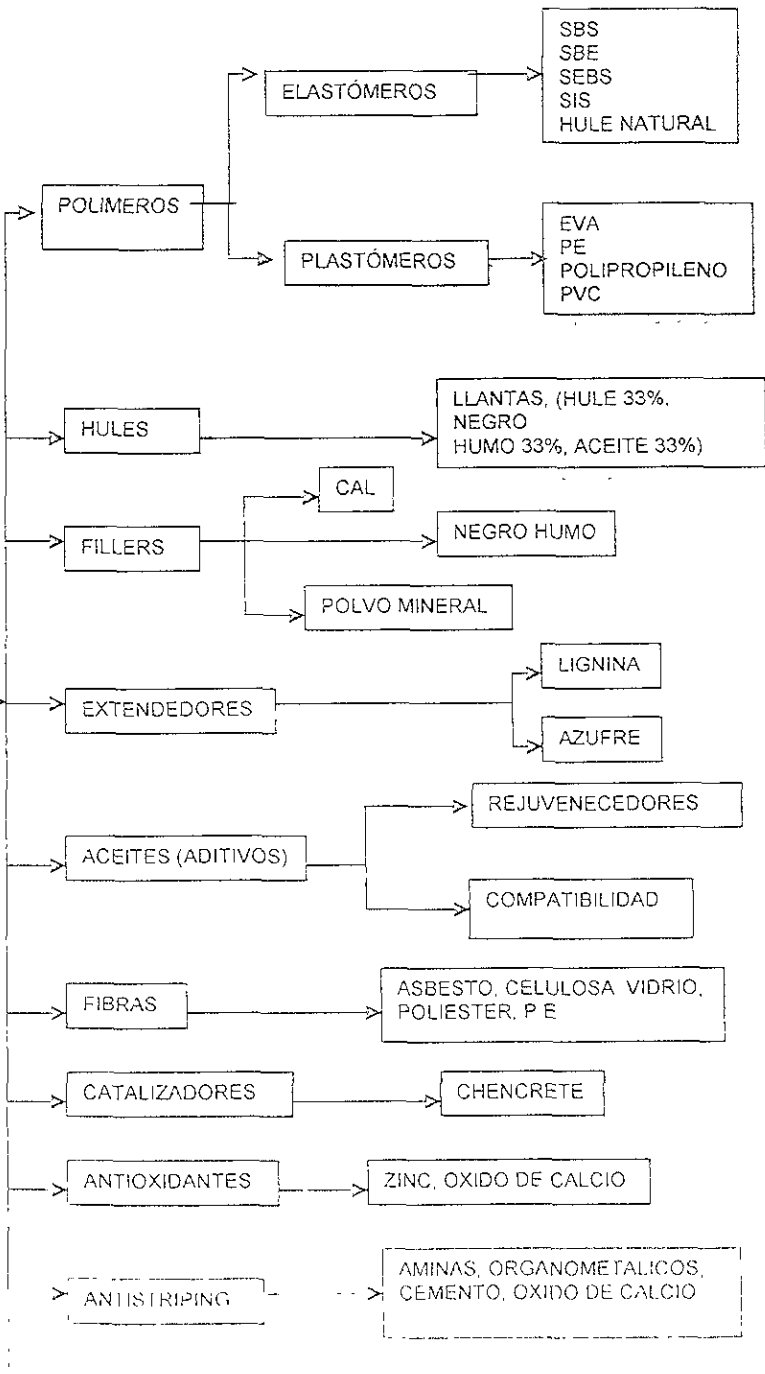 SBS
SBE
SEBS
SIS
HULE NATURAL
ELASTÓMEROS
POLIMEROS
PLASTÓMEROS
EVA
PE
POLIPROPILENO
PVC
HULES
LLANTAS, (HULE 33%,
NEGRO
HUMO 33%, ACEITE 33%)
FILLERS
CAL
NEGRO HUMO
POLVO MINERAL
EXTENDEDORES
LIGNINA
AZUFRE
ACEITES (ADITIVOS)
REJUVENECEDORES
COMPATIBILIDAD
FIBRAS
ASBESTO, CELULOSA VIDRIO,
POLIESTER, P E
CATALIZADORES
CHENCRETE
ANTIOXIDANTES
ZINC, OXIDO DE CALCIO
ANTISTRIPING
AMINAS, ORGANOMETALICOS,
CEMENTO, OXIDO DE CALCIO